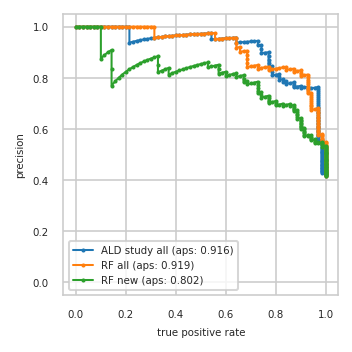 1.0
0.8
0.6
0.4
0.2
0.0
precision
ALD study all (aps: 0.916)
RF all (aps: 0.919)
RF new (aps: 0.802)
0.0 0.2 0.4 0.6 0.8 1.0
true positive rate